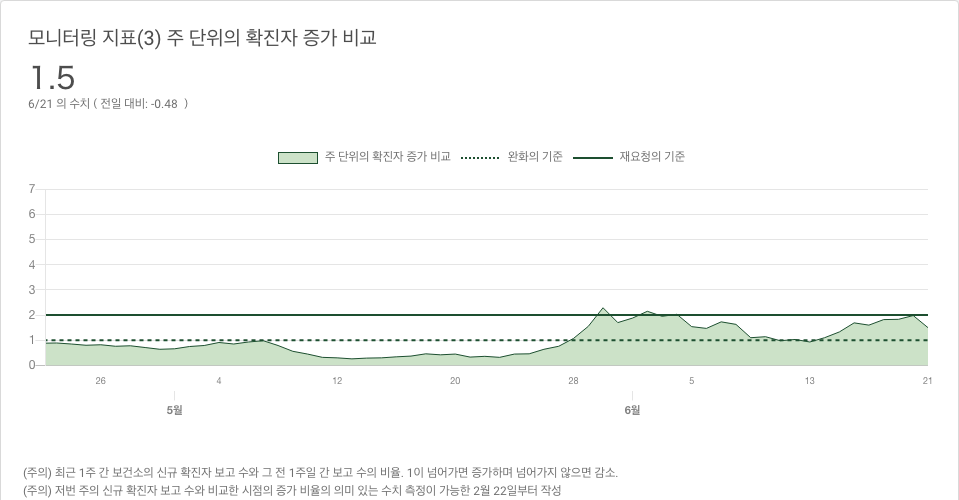 모니터링 지표(3) 주 단위의 확진자 증가 비교
1.5
6/21 의 수치 ( 전일 대비: -0.48 )
주 단위의 확진자 증가 비교 완화의 기준 재요청의 기준
7
6
5
4
3
2
1
0
26 4 12 20 28 5 13 21
5월 6월
(주의) 최근 1주 간 보건소의 신규 확진자 보고 수와 그 전 1주일 간 보고 수의 비율. 1이 넘어가면 증가하며 넘어가지 않으면 감소.
(주의) 저번 주의 신규 확진자 보고 수와 비교한 시점의 증가 비율의 의미 있는 수치 측정이 가능한 2월 22일부터 작성